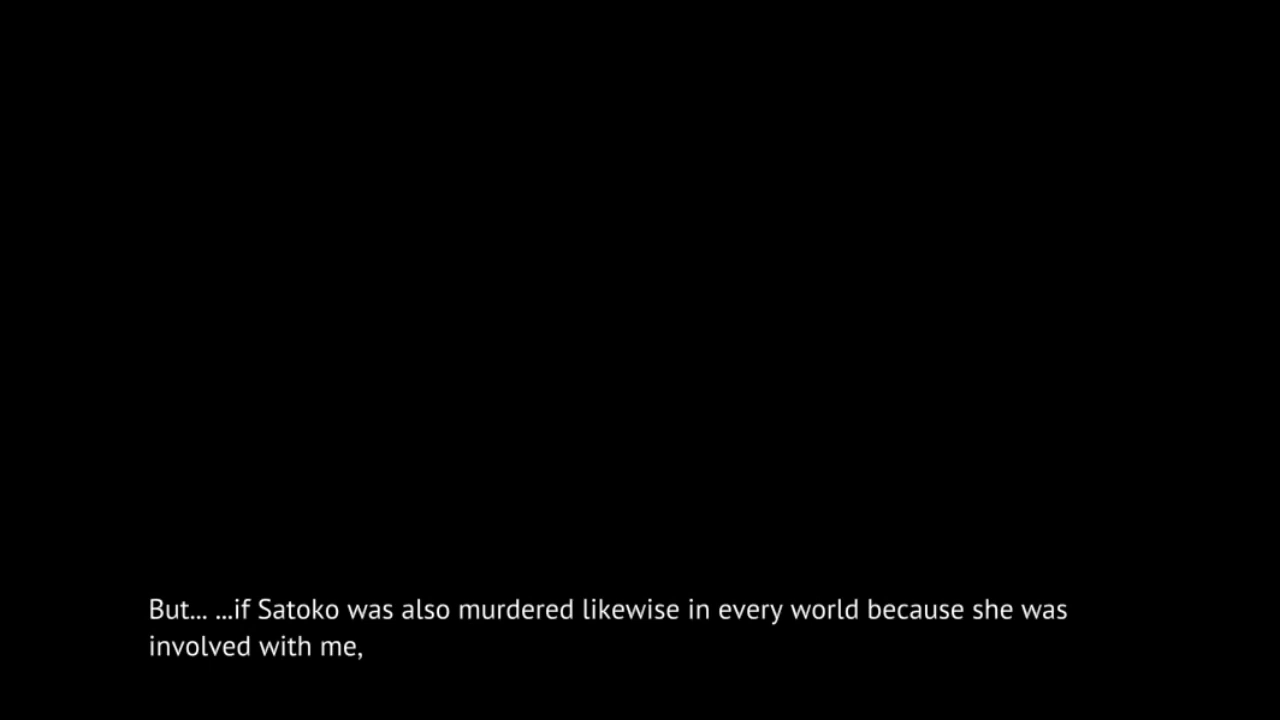 But... ...if Satoko was also murdered likewise in every world because she was
involved with me,